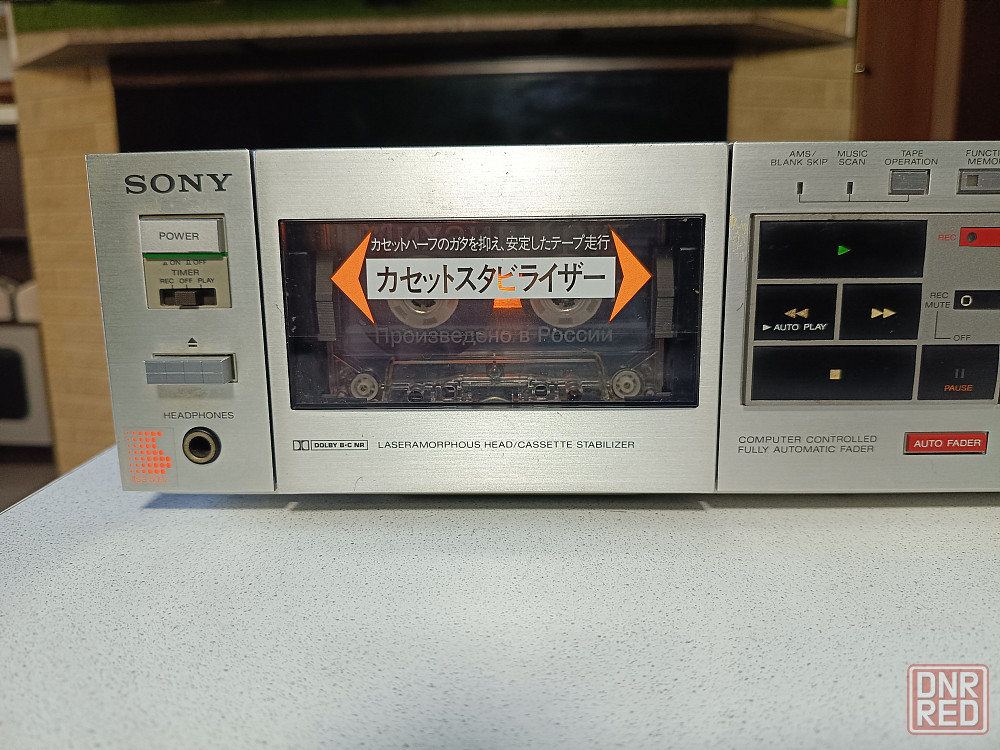 SONY
POWER
ON OFF
TIMER
REC OFF PLAY
HEADPHONES
カセットハーフのガタを抑え、安定したテープ走行
カセットスタビライザー
Произведено в России
DOLBY B-C NR
LASERAMORPHOUS HEAD/CASSETTE STABILIZER
AMS/
BLANK SKIP
MUSIC
SCAN
TAPE
OPERATION
REC
AUTO PLAY
REC
MUTE
OFF
PAUSE
COMPUTER CONTROLLED
FULLY AUTOMATIC FADER
AUTO FADER
DNR
RED